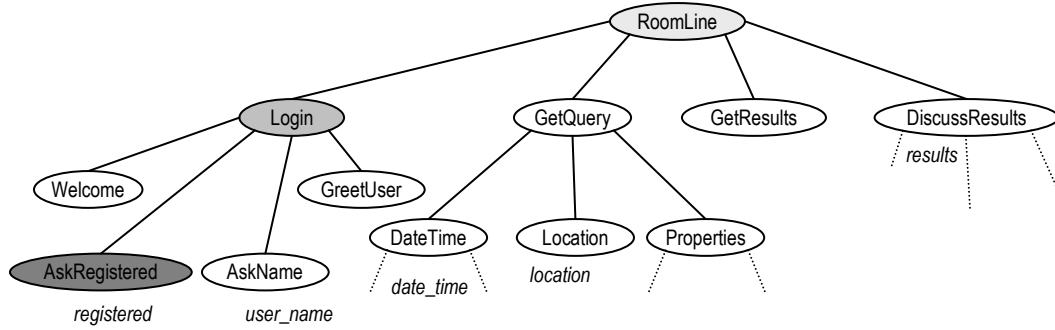 RoomLine
Login
GetQuery
GetResults
DiscussResults
results
Welcome
GreetUser
DateTime
Location
Properties
AskRegistered
AskName
date_time
location
registered
user_name